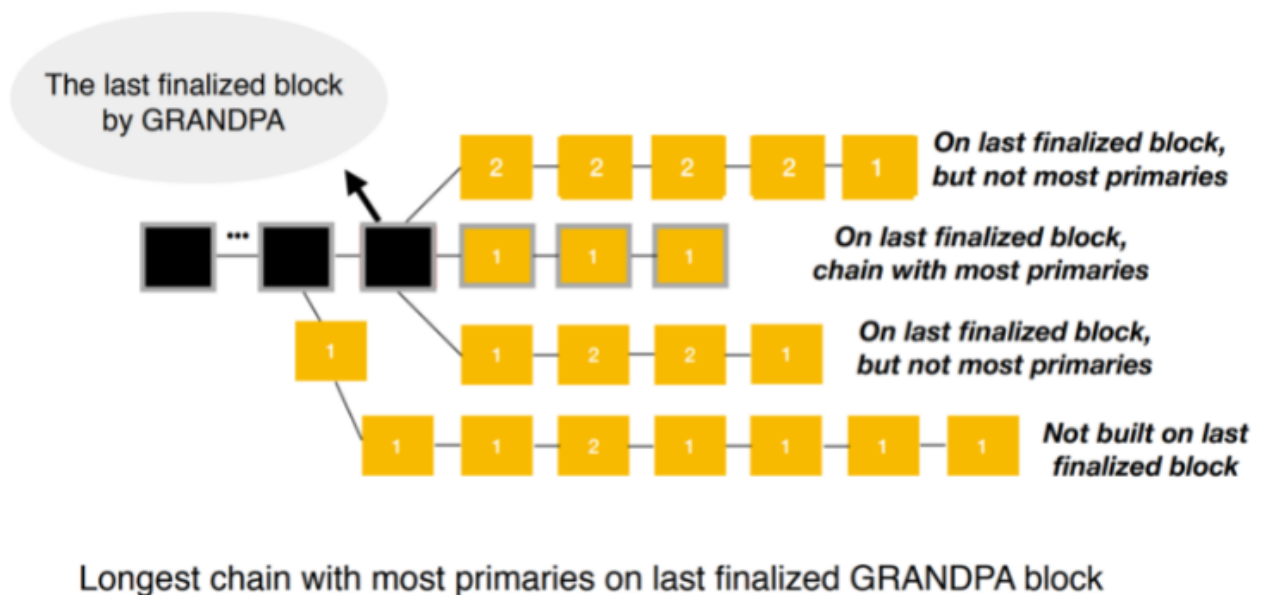 The last finalized block
by GRANDPA
2 2 2 2 1
On last finalized block,
but not most primaries
...
1 1 1
On last finalized block,
chain with most primaries
1
1 2 2 1
On last finalized block,
but not most primaries
1 1 2 1 1 1 1
Not built on last
finalized block
Longest chain with most primaries on last finalized GRANDPA block